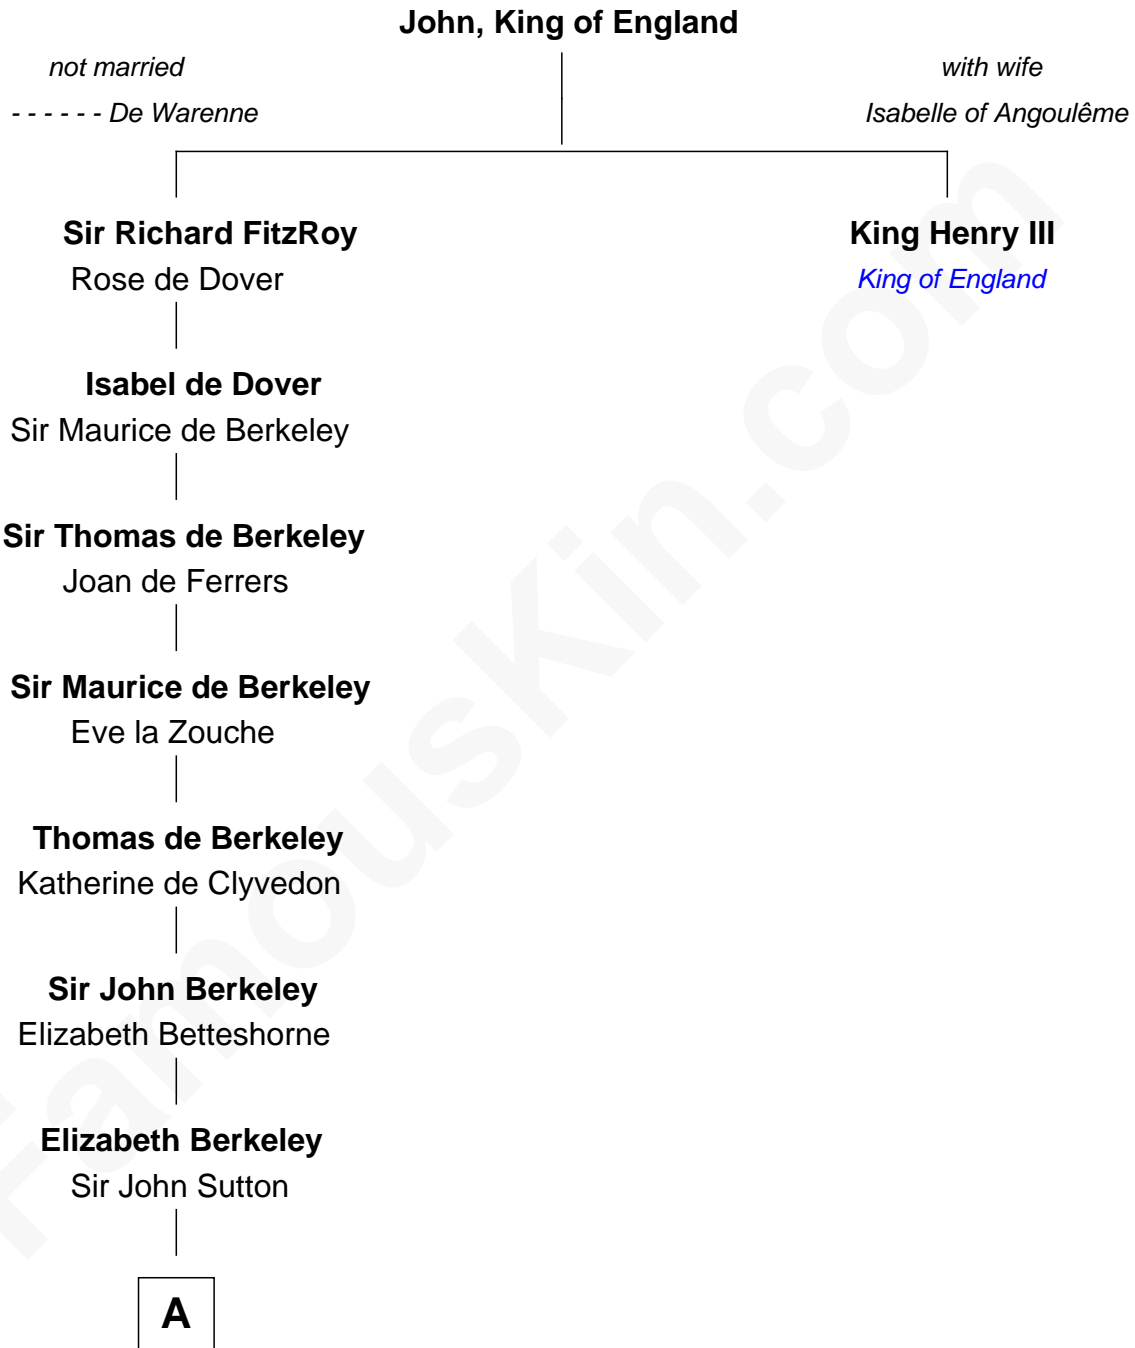 John, King of England
not married
with wife
- - - - - - De Warenne
Isabelle of Angoulême
Sir Richard FitzRoy
King Henry III
Rose de Dover
King of England
Isabel de Dover
Sir Maurice de Berkeley
Sir Thomas de Berkeley
Joan de Ferrers
Sir Maurice de Berkeley
Eve la Zouche
Thomas de Berkeley
Katherine de Clyvedon
Sir John Berkeley
Elizabeth Betteshorne
Elizabeth Berkeley
Sir John Sutton
A
FamousKin.com